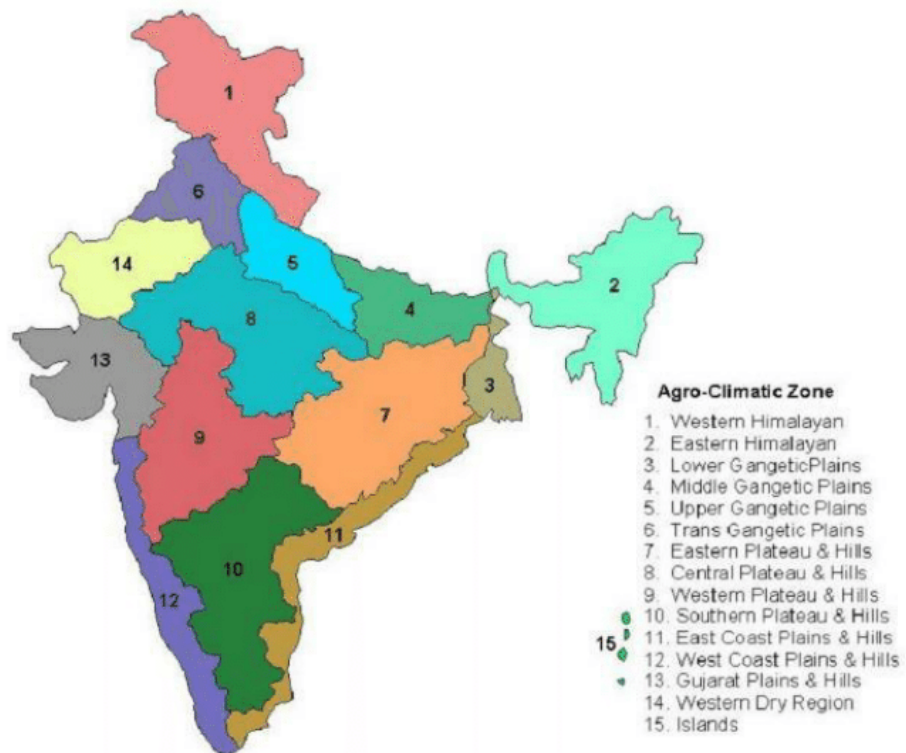 1
6
14
5
2
8
4
13
3
7
9
11
10
12
15
Agro-Climatic Zone
1. Western Himalayan
2. Eastern Himalayan
3. Lower GangeticPlains
4. Middle Gangetic Plains
5. Upper Gangetic Plains
6. Trans Gangetic Plains
7. Eastern Plateau & Hills
8. Central Plateau & Hills
9. Western Plateau & Hills
10. Southern Plateau & Hills
11. East Coast Plains & Hills
12. West Coast Plains & Hills
13. Gujarat Plains & Hills
14. Western Dry Region
15. Islands